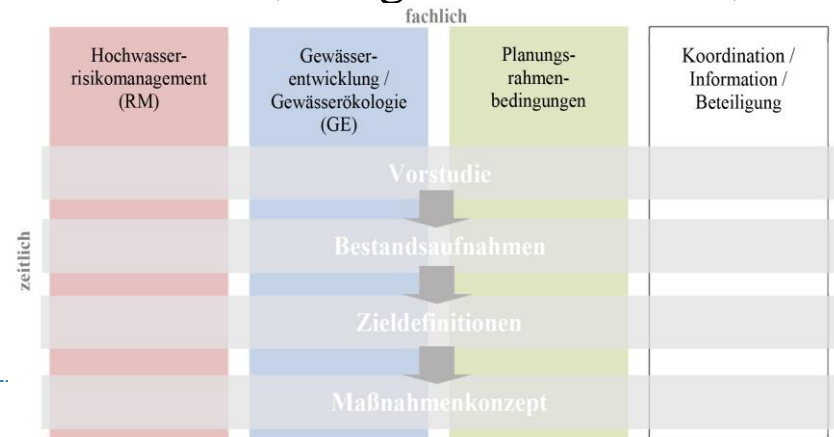 fachlich
Hochwasser-
risikomanagement
(RM)
Gewässer-
entwicklung /
Gewässerökologie
(GE)
Planungs-
rahmen-
bedingungen
Koordination /
Information /
Beteiligung
zeitlich
Vorstudie
Bestandsaufnahmen
Zieldefinitionen
Maßnahmenkonzept